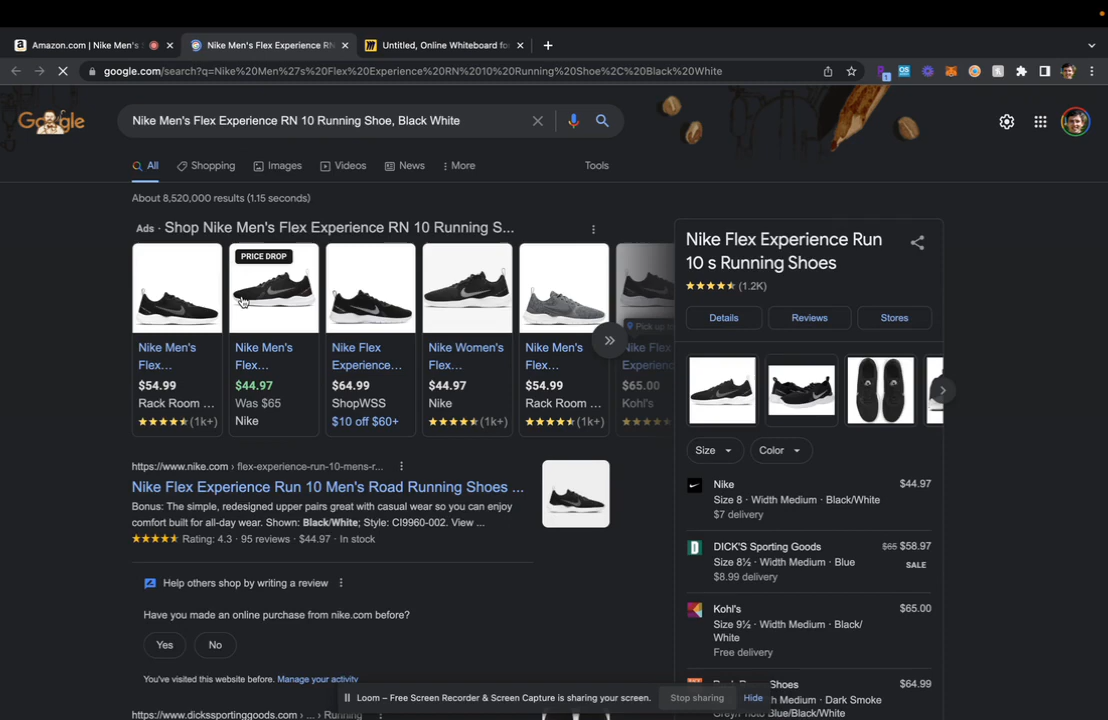 Amazon.com | Nike Men's
Nike Men's Flex Experience RN
Untitled, Online Whiteboard for
google.com/search?q=Nike%20Men%27s%20Flex%20Experience%20RN%2010%20Running%20Shoe%2C%20Black%20White
Google
Nike Men's Flex Experience RN 10 Running Shoe, Black White
All
Shopping
Images
Videos
News
More
Tools
About 8,520,000 results (1.15 seconds)
Ads · Shop Nike Men's Flex Experience RN 10 Running S...
PRICE DROP
Nike Men's
Flex...
$54.99
Rack Room ...
(1k+)
Nike Men's
Flex...
$44.97
Was $65
Nike
Nike Flex
Experience...
$64.99
ShopWSS
$10 off $60+
Nike Women's
Flex...
$44.97
Nike
(1k+)
Nike Men's
Flex...
$54.99
Rack Room ...
(1k+)
Pick up to
Nike Flex
Experience
$65.00
Kohl's
https://www.nike.com › flex-experience-run-10-mens-r...
Nike Flex Experience Run 10 Men's Road Running Shoes ...
Bonus: The simple, redesigned upper pairs great with casual wear so you can enjoy
comfort built for all-day wear. Shown: Black/White; Style: CI9960-002. View ...
Rating: 4.3 · 95 reviews · $44.97 · In stock
Help others shop by writing a review
Have you made an online purchase from nike.com before?
Yes
No
You've visited this website before. Manage your activity
https://www.dickssportinggoods.com › ... › Running
Nike Flex Experience Run
10 s Running Shoes
(1.2K)
Details
Reviews
Stores
Size
Color
Nike
$44.97
Size 8 · Width Medium · Black/White
$7 delivery
DICK'S Sporting Goods
$65 $58.97
Size 8½ · Width Medium · Blue
SALE
$8.99 delivery
Kohl's
$65.00
Size 9½ · Width Medium · Black/
White
Free delivery
Shoes
$64.99
h Medium · Dark Smoke
Grey/Photo Blue/Black/White
Loom – Free Screen Recorder & Screen Capture is sharing your screen.
Stop sharing
Hide